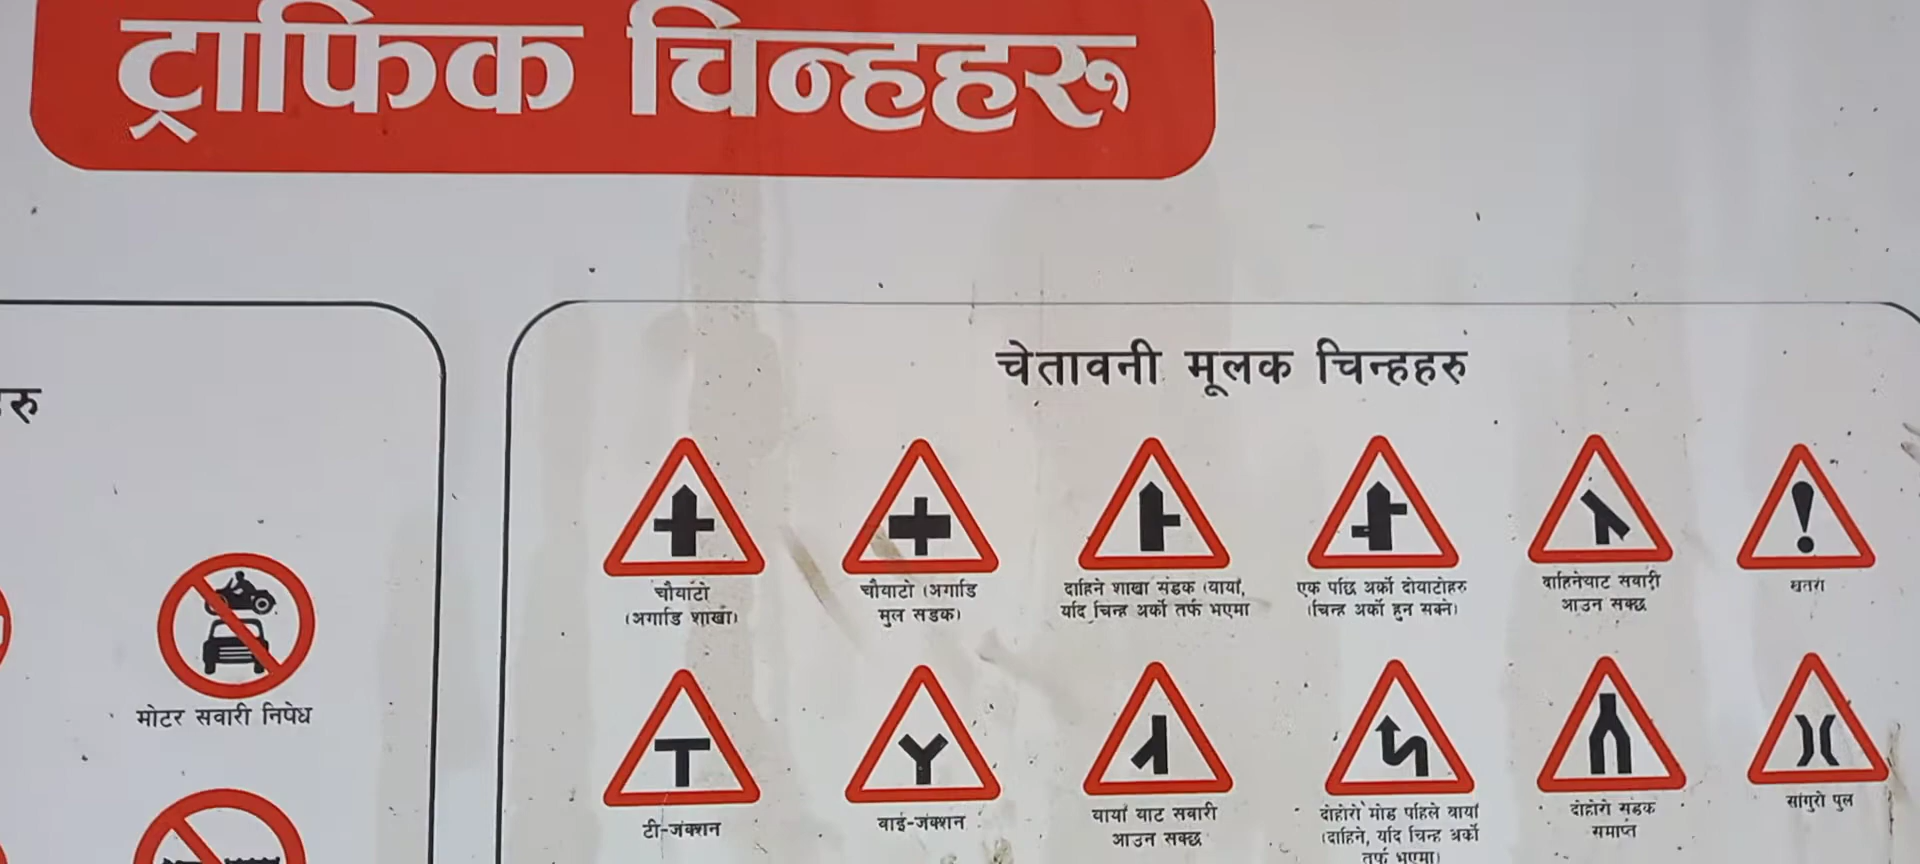 ट्राफिक चिन्हहरू
चेतावनी मूलक चिन्हहरु
रु
चौबाटो
(अगाडि शाखा)
चौबाटो (अगाडि
मुल सडक)
दाहिने शाखा सडक (बायाँ,
यदि चिन्ह अर्को तर्फ भएमा
एक पछि अर्को दोबाटोहरु
(चिन्ह अर्को हुन सक्ने)
दाहिनेबाट सवारी
आउन सक्छ
खतरा
मोटर सवारी निषेध
टी-जंक्शन
वाई-जंक्शन
बायाँ बाट सवारी
आउन सक्छ
दोहोरो मोड पहिले बायाँ
(दाहिने, यदि चिन्ह अर्को
तर्फ भएमा)
दोहोरो सडक
समाप्त
सांगुरो पुल